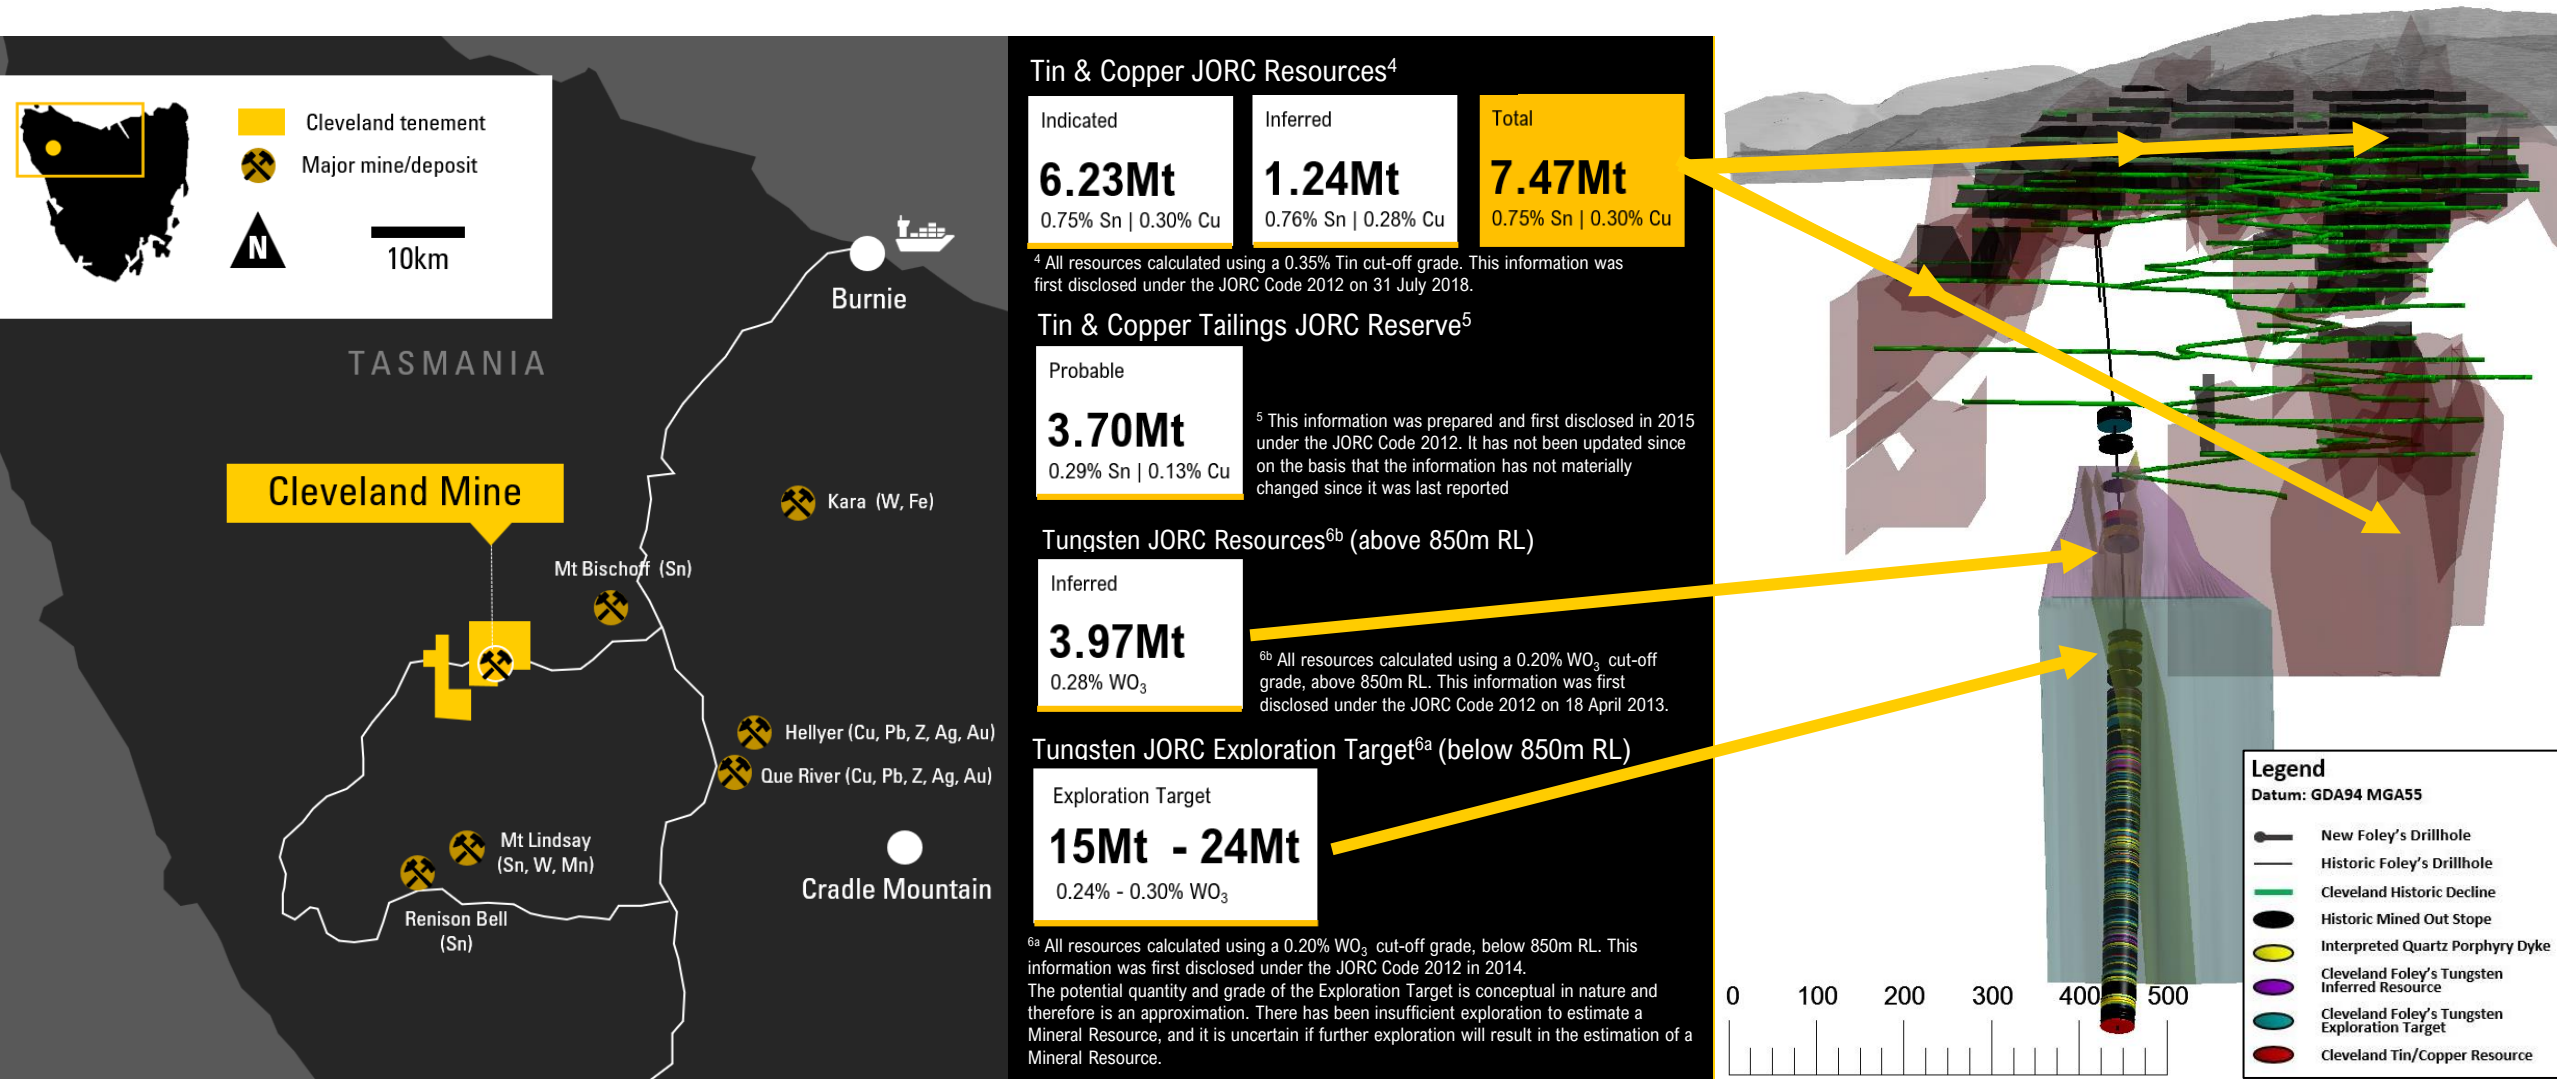 Cleveland tenement
Major mine/deposit
N
10km
TASMANIA
Burnie
Cleveland Mine
Kara (W, Fe)
Mt Bischoff (Sn)
Hellyer (Cu, Pb, Z, Ag, Au)
Que River (Cu, Pb, Z, Ag, Au)
Mt Lindsay
(Sn, W, Mn)
Cradle Mountain
Renison Bell
(Sn)
Tin & Copper JORC Resources⁴
Indicated
6.23Mt
0.75% Sn | 0.30% Cu
Inferred
1.24Mt
0.76% Sn | 0.28% Cu
Total
7.47Mt
0.75% Sn | 0.30% Cu
⁴ All resources calculated using a 0.35% Tin cut-off grade. This information was
first disclosed under the JORC Code 2012 on 31 July 2018.
Tin & Copper Tailings JORC Reserve⁵
Probable
3.70Mt
0.29% Sn | 0.13% Cu
⁵ This information was prepared and first disclosed in 2015
under the JORC Code 2012. It has not been updated since
on the basis that the information has not materially
changed since it was last reported
Tungsten JORC Resources⁶ᵇ (above 850m RL)
Inferred
3.97Mt
0.28% WO₃
⁶ᵇ All resources calculated using a 0.20% WO₃ cut-off
grade, above 850m RL. This information was first
disclosed under the JORC Code 2012 on 18 April 2013.
Tungsten JORC Exploration Target⁶ᵃ (below 850m RL)
Exploration Target
15Mt - 24Mt
0.24% - 0.30% WO₃
⁶ᵃ All resources calculated using a 0.20% WO₃ cut-off grade, below 850m RL. This
information was first disclosed under the JORC Code 2012 in 2014.
The potential quantity and grade of the Exploration Target is conceptual in nature and
therefore is an approximation. There has been insufficient exploration to estimate a
Mineral Resource, and it is uncertain if further exploration will result in the estimation of a
Mineral Resource.
0 100 200 300 400 500
Legend
Datum: GDA94 MGA55
New Foley's Drillhole
Historic Foley's Drillhole
Cleveland Historic Decline
Historic Mined Out Stope
Interpreted Quartz Porphyry Dyke
Cleveland Foley's Tungsten
Inferred Resource
Cleveland Foley's Tungsten
Exploration Target
Cleveland Tin/Copper Resource